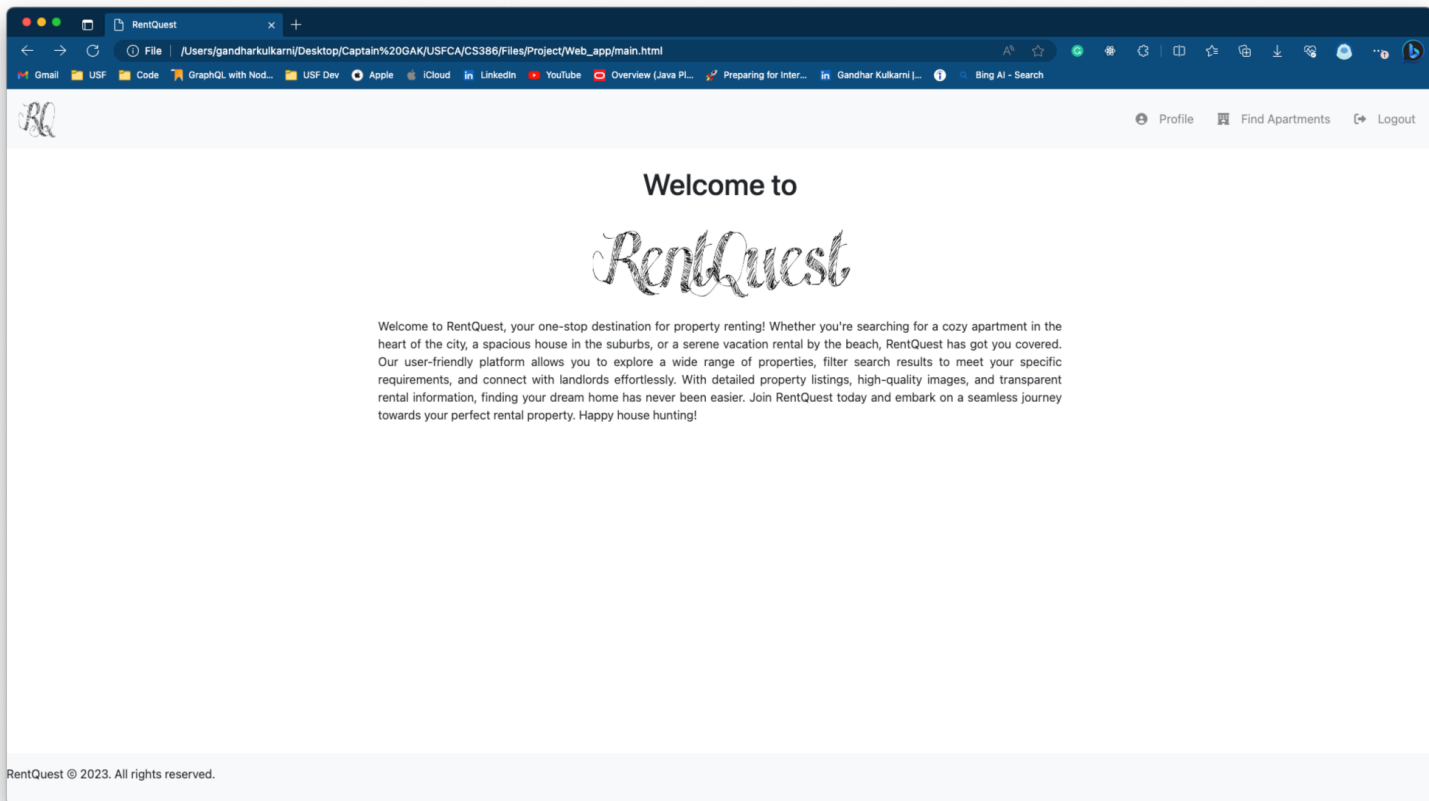 RentQuest
File | /Users/gandharkulkarni/Desktop/Captain%20GAK/USFCA/CS386/Files/Project/Web_app/main.html
Gmail USF Code GraphQL with Nod... USF Dev Apple iCloud LinkedIn YouTube Overview (Java Pl... Preparing for Inter... Gandhar Kulkarni |... Bing AI - Search
RQ Profile Find Apartments Logout
Welcome to
RentQuest
Welcome to RentQuest, your one-stop destination for property renting! Whether you're searching for a cozy apartment in the
heart of the city, a spacious house in the suburbs, or a serene vacation rental by the beach, RentQuest has got you covered.
Our user-friendly platform allows you to explore a wide range of properties, filter search results to meet your specific
requirements, and connect with landlords effortlessly. With detailed property listings, high-quality images, and transparent
rental information, finding your dream home has never been easier. Join RentQuest today and embark on a seamless journey
towards your perfect rental property. Happy house hunting!
RentQuest © 2023. All rights reserved.